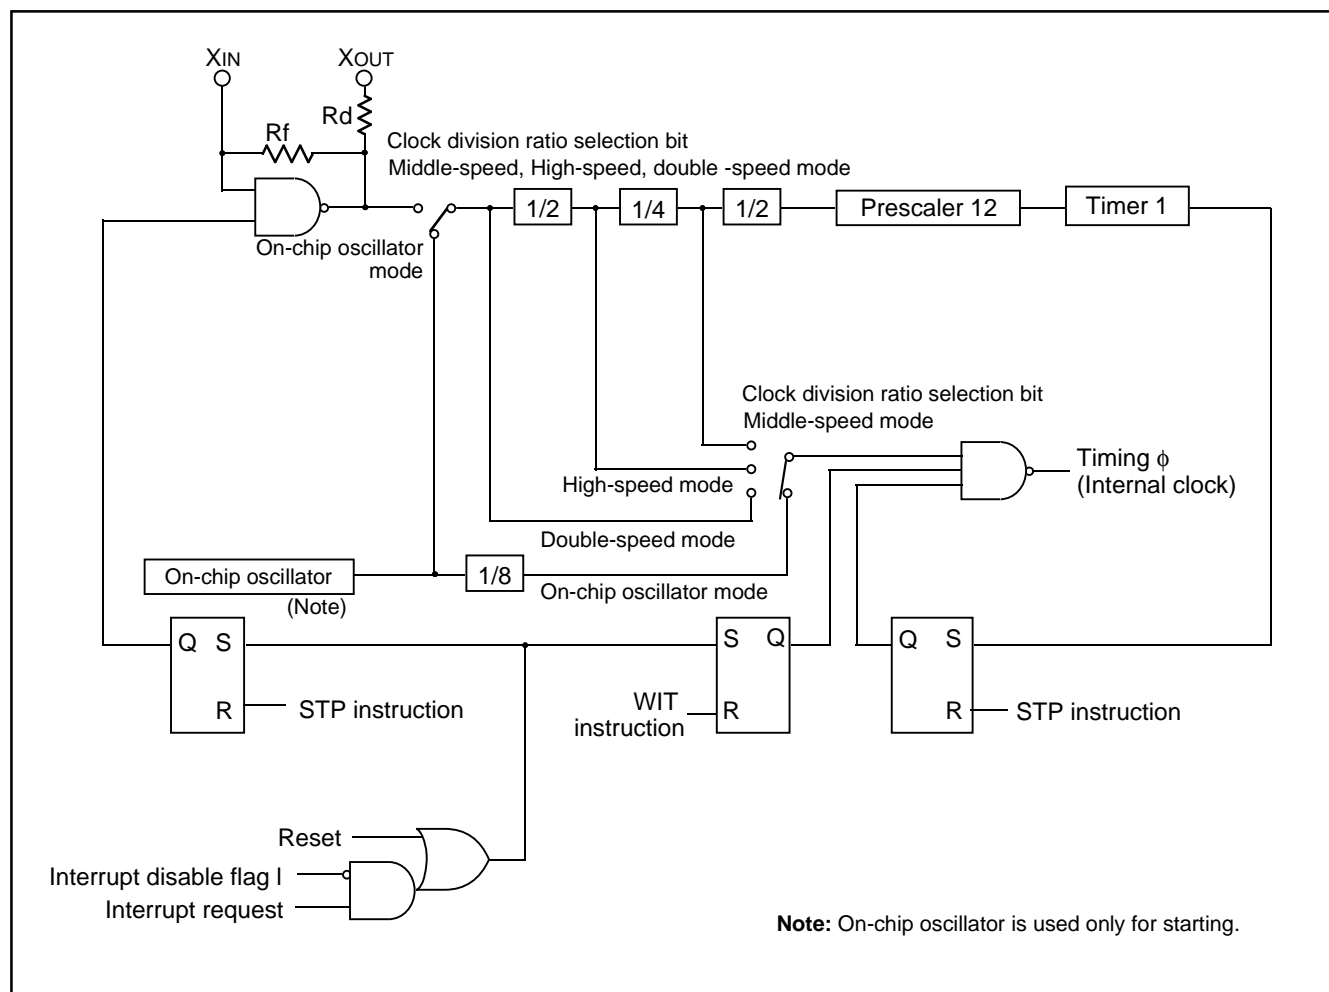 XIN
XOUT
Rd
Rf
Clock division ratio selection bit
Middle-speed, High-speed, double -speed mode
1/2
1/4
1/2
Prescaler 12
Timer 1
On-chip oscillator
mode
Clock division ratio selection bit
Middle-speed mode
Timing ϕ
(Internal clock)
High-speed mode
Double-speed mode
On-chip oscillator
(Note)
1/8
On-chip oscillator mode
Q S
R
STP instruction
S Q
R
WIT
instruction
Q S
R
STP instruction
Reset
Interrupt disable flag I
Interrupt request
Note: On-chip oscillator is used only for starting.